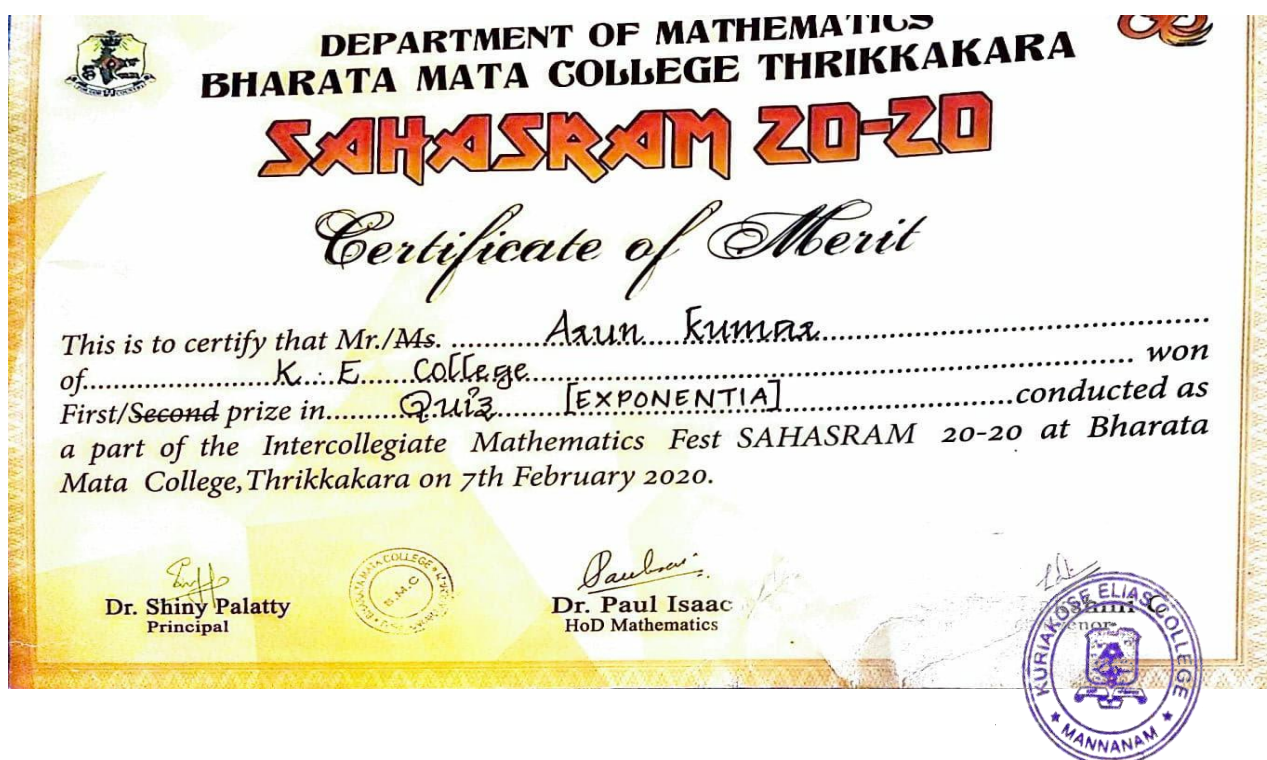 DEPARTMENT OF MATHEMATICS
BHARATA MATA COLLEGE THRIKKAKARA
SAHASRAM 20-20
Certificate of Merit
This is to certify that Mr./Ms. ..........Arun....Kumar..........
of..........K...E.....College.......... won
First/Second prize in.........Quiz.......[EXPONENTIA]..........conducted as
a part of the Intercollegiate Mathematics Fest SAHASRAM 20-20 at Bharata
Mata College,Thrikkakara on 7th February 2020.
Dr. Shiny Palatty
Principal
B.M.C
Dr. Paul Isaac
HoD Mathematics
KURIAKOSE ELIAS COLLEGE
MANNANAM